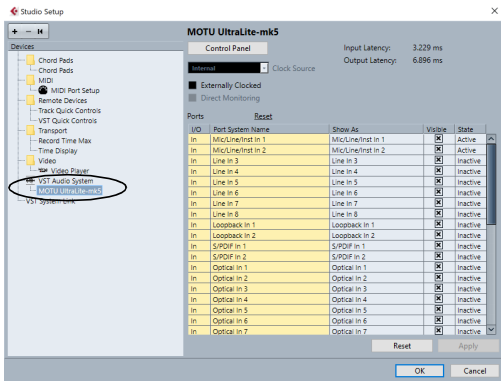 Studio Setup
+ - |◄
Devices
Chord Pads
Chord Pads
MIDI
MIDI Port Setup
Remote Devices
Track Quick Controls
VST Quick Controls
Transport
Record Time Max
Time Display
Video
Video Player
VST Audio System
MOTU UltraLite-mk5
VST System Link
MOTU UltraLite-mk5
Control Panel
Input Latency: 3.229 ms
Output Latency: 6.896 ms
Internal Clock Source
Externally Clocked
Direct Monitoring
Ports Reset
I/O Port System Name Show As Visible State
In Mic/Line/Inst In 1 Mic/Line/Inst In 1 Active
In Mic/Line/Inst In 2 Mic/Line/Inst In 2 Active
In Line In 3 Line In 3 Inactive
In Line In 4 Line In 4 Inactive
In Line In 5 Line In 5 Inactive
In Line In 6 Line In 6 Inactive
In Line In 7 Line In 7 Inactive
In Line In 8 Line In 8 Inactive
In Loopback In 1 Loopback In 1 Inactive
In Loopback In 2 Loopback In 2 Inactive
In S/PDIF In 1 S/PDIF In 1 Inactive
In S/PDIF In 2 S/PDIF In 2 Inactive
In Optical In 1 Optical In 1 Inactive
In Optical In 2 Optical In 2 Inactive
In Optical In 3 Optical In 3 Inactive
In Optical In 4 Optical In 4 Inactive
In Optical In 5 Optical In 5 Inactive
In Optical In 6 Optical In 6 Inactive
In Optical In 7 Optical In 7 Inactive
Reset Apply
OK Cancel